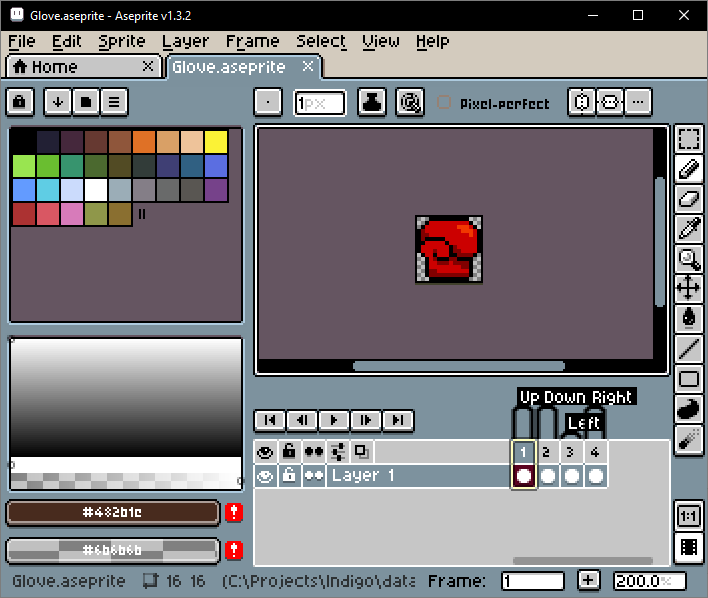 Glove.aseprite - Aseprite v1.3.2
File Edit Sprite Layer Frame Select View Help
Home Glove.aseprite
1px Pixel-perfect
Up Down Right
Left
1 2 3 4
Layer 1
#482b1c
#6b6b6b
Glove.aseprite 16 16 (C:\Projects\Indigo\data Frame: 1 200.0%
1:1